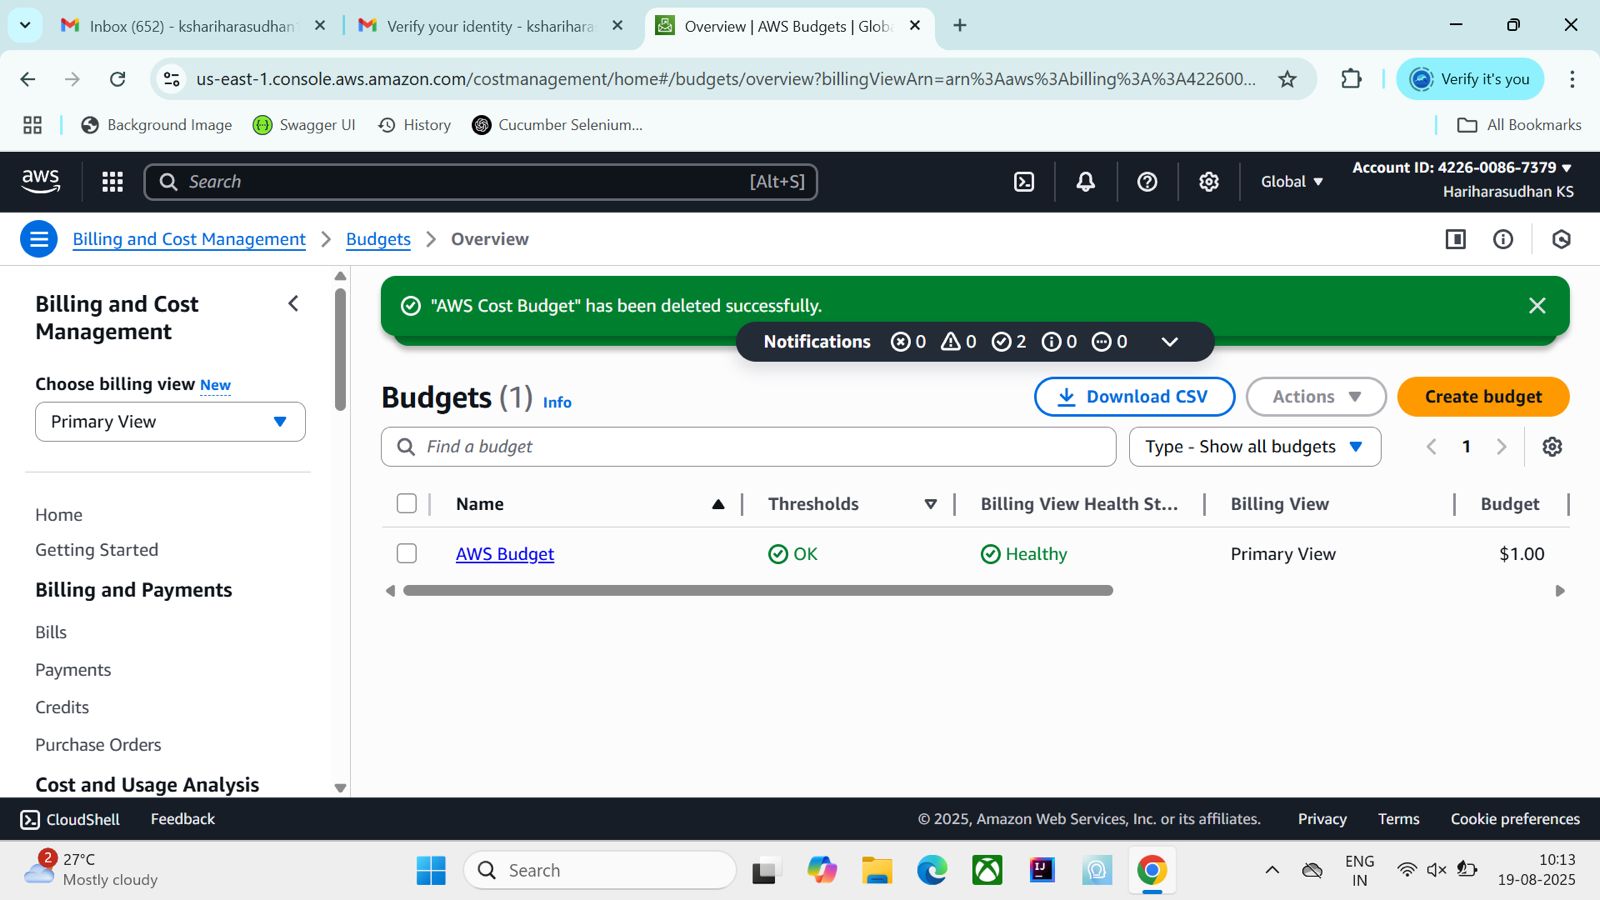 Inbox (652) - kshariharasudhan1
Verify your identity - kshariharas
Overview | AWS Budgets | Globa
us-east-1.console.aws.amazon.com/costmanagement/home#/budgets/overview?billingViewArn=arn%3Aaws%3Abilling%3A%3A422600...
Verify it's you
Background Image
Swagger UI
History
Cucumber Selenium...
All Bookmarks
aws
Search
[Alt+S]
Global
Account ID: 4226-0086-7379
Hariharasudhan KS
Billing and Cost Management
Budgets
Overview
Billing and Cost
Management
Choose billing view New
Primary View
Home
Getting Started
Billing and Payments
Bills
Payments
Credits
Purchase Orders
Cost and Usage Analysis
"AWS Cost Budget" has been deleted successfully.
Notifications 0 0 2 0 0
Budgets (1) Info
Download CSV
Actions
Create budget
Find a budget
Type - Show all budgets
1
Name
Thresholds
Billing View Health St...
Billing View
Budget
AWS Budget
OK
Healthy
Primary View
$1.00
CloudShell
Feedback
© 2025, Amazon Web Services, Inc. or its affiliates.
Privacy
Terms
Cookie preferences
2
27°C
Mostly cloudy
Search
IJ
ENG
IN
10:13
19-08-2025